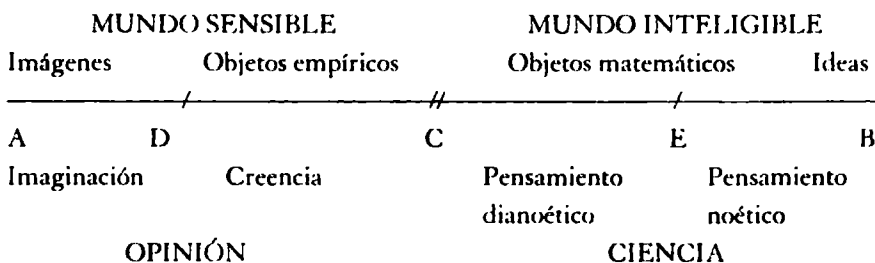 MUNDO SENSIBLE MUNDO INTELIGIBLE
Imágenes Objetos empíricos Objetos matemáticos Ideas
A D C E B
Imaginación Creencia Pensamiento Pensamiento
dianoético noético
OPINIÓN CIENCIA